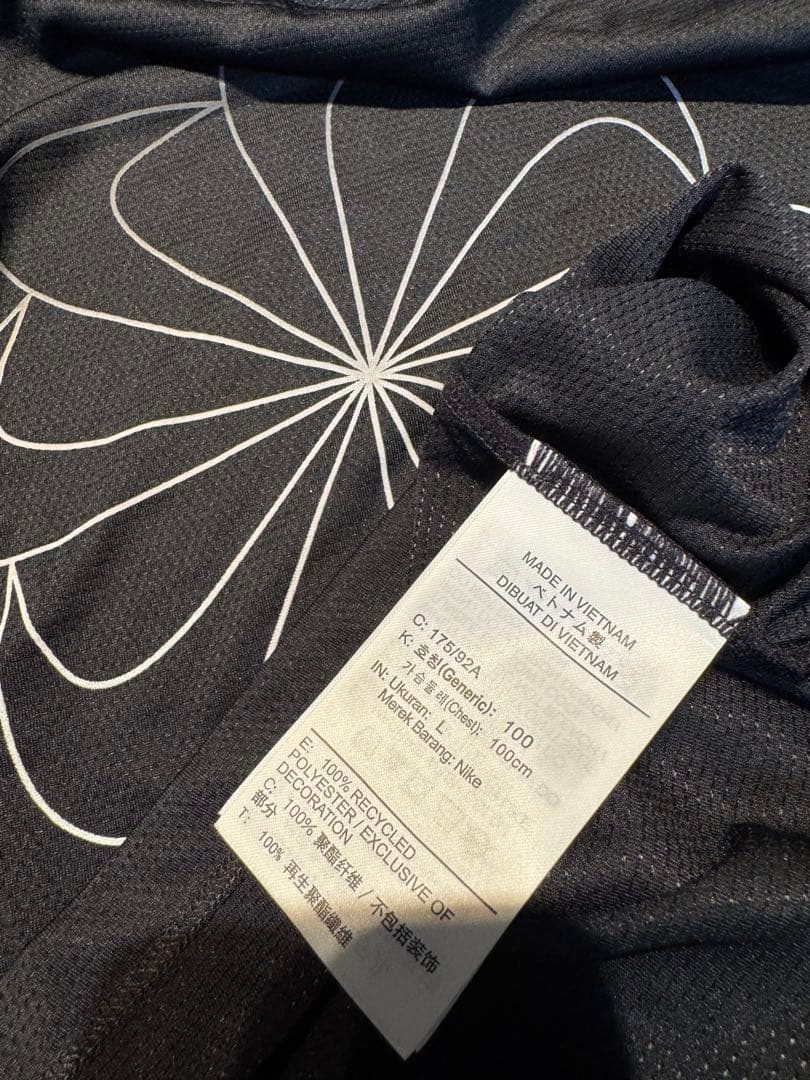 MADE IN VIETNAM
ベトナム製
DIBUAT DI VIETNAM
C: 175/92A
K: 호칭(Generic): 100
가슴둘레(Chest): 100cm
IN: Ukuran: L
Merek Barang: Nike
E: 100% RECYCLED
POLYESTER / EXCLUSIVE OF
DECORATION
C: 100% 聚酯纤维 / 不包括装饰
部分
T: 100% 再生聚酯纖維